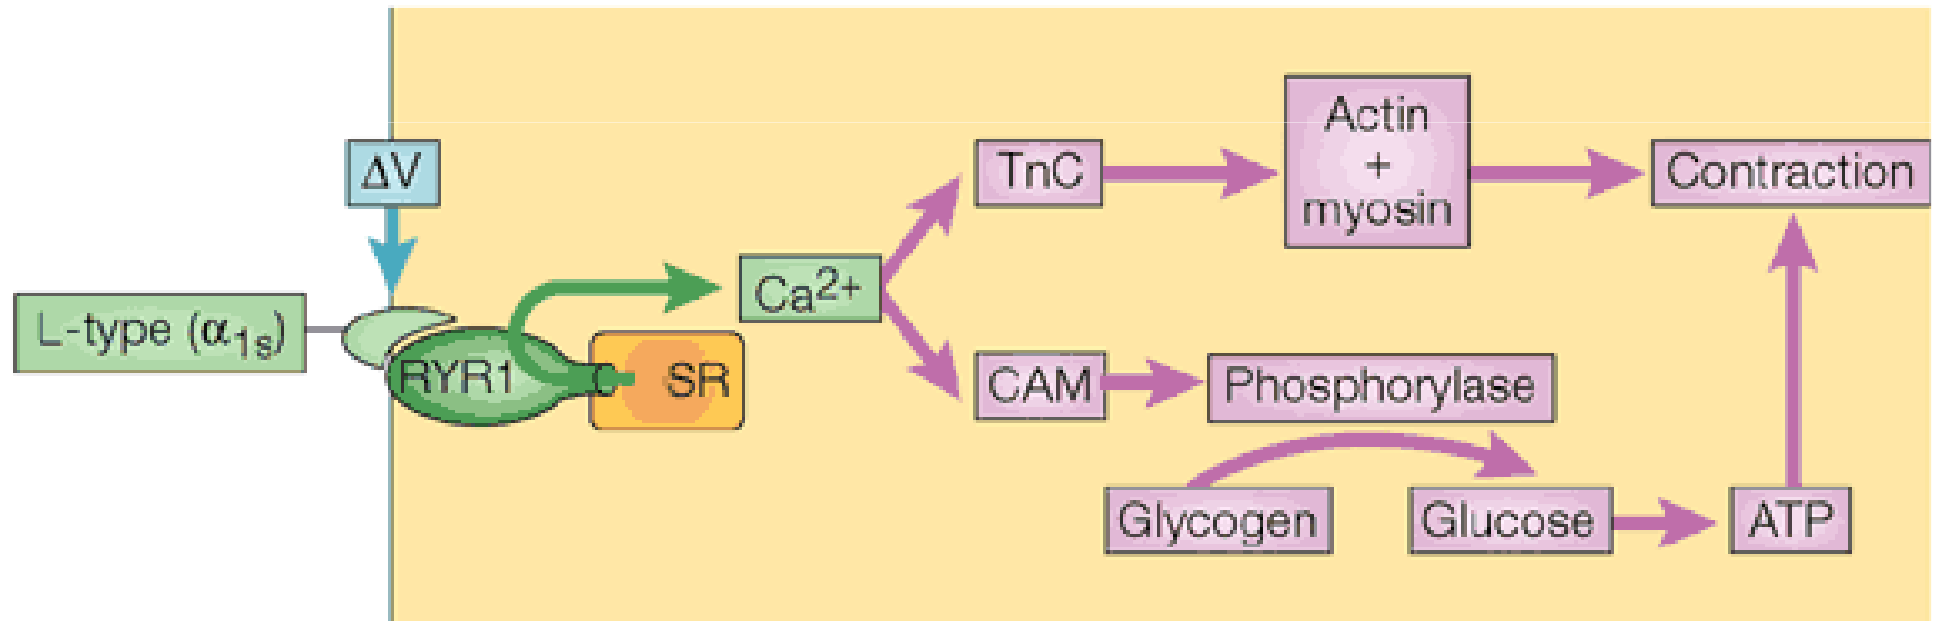 ΔV
L-type (α1s)
RYR1
SR
Ca2+
TnC
Actin
+
myosin
Contraction
CAM
Phosphorylase
Glycogen
Glucose
ATP